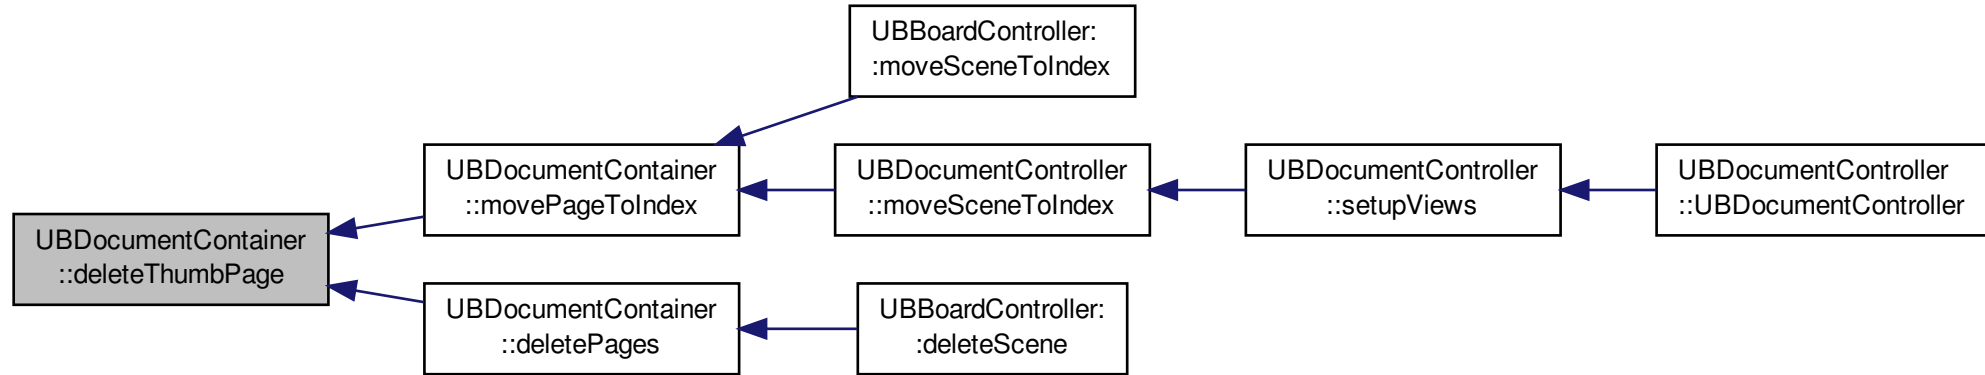 UBBoardController:
:moveSceneToIndex
UBDocumentContainer
::movePageToIndex
UBDocumentController
::moveSceneToIndex
UBDocumentController
::setupViews
UBDocumentController
::UBDocumentController
UBDocumentContainer
::deleteThumbPage
UBDocumentContainer
::deletePages
UBBoardController:
:deleteScene